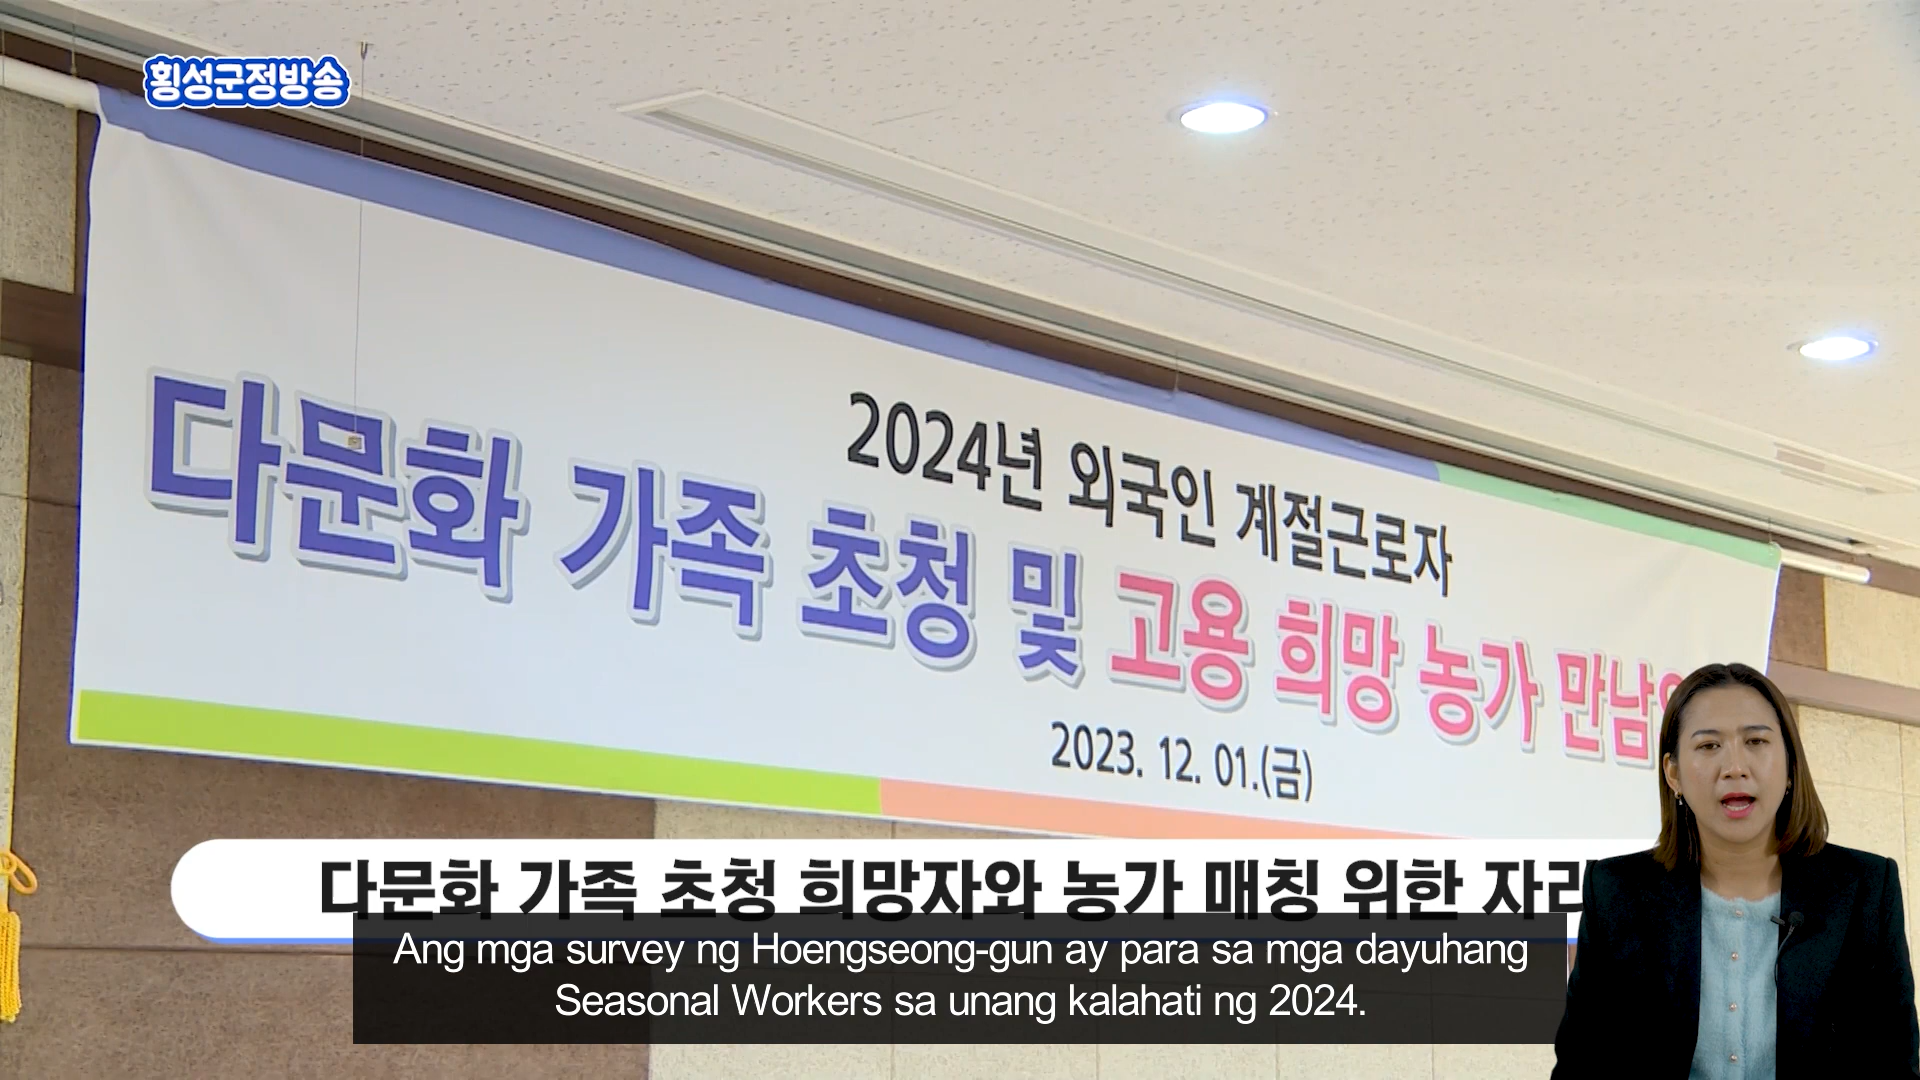 횡성군정방송
2024년 외국인 계절근로자
다문화 가족 초청 및 고용 희망 농가 만남의
2023. 12. 01.(금)
다문화 가족 초청 희망자와 농가 매칭 위한 자리
Ang mga survey ng Hoengseong-gun ay para sa mga dayuhang
Seasonal Workers sa unang kalahati ng 2024.